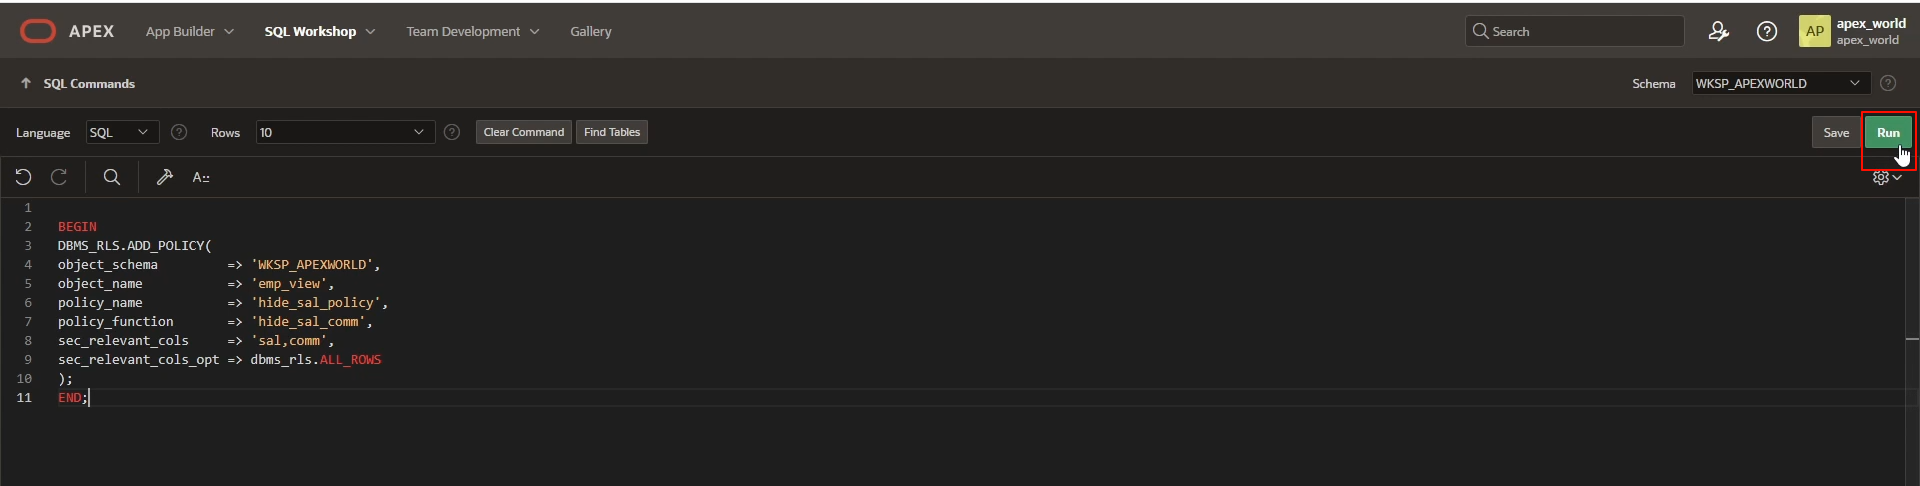 APEX App Builder SQL Workshop Team Development Gallery Search AP apex_world
apex_world
SQL Commands Schema WKSP_APEXWORLD
Language SQL Rows 10 Clear Command Find Tables Save Run
A::
1
2 BEGIN
3 DBMS_RLS.ADD_POLICY(
4 object_schema => 'WKSP_APEXWORLD',
5 object_name => 'emp_view',
6 policy_name => 'hide_sal_policy',
7 policy_function => 'hide_sal_comm',
8 sec_relevant_cols => 'sal,comm',
9 sec_relevant_cols_opt => dbms_rls.ALL_ROWS
10 );
11 END;